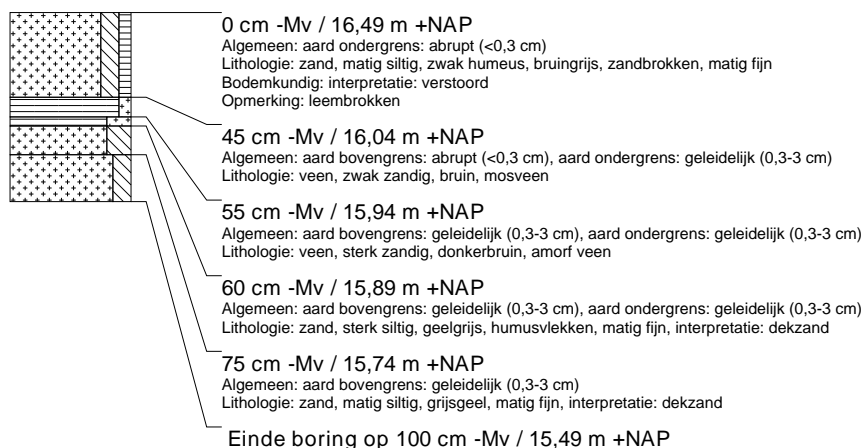 0 cm -Mv / 16,49 m +NAP
Algemeen: aard ondergrens: abrupt (<0,3 cm)
Lithologie: zand, matig siltig, zwak humeus, bruingrijs, zandbrokken, matig fijn
Bodemkundig: interpretatie: verstoord
Opmerking: leembrokken
45 cm -Mv / 16,04 m +NAP
Algemeen: aard bovengrens: abrupt (<0,3 cm), aard ondergrens: geleidelijk (0,3-3 cm)
Lithologie: veen, zwak zandig, bruin, mosveen
55 cm -Mv / 15,94 m +NAP
Algemeen: aard bovengrens: geleidelijk (0,3-3 cm), aard ondergrens: geleidelijk (0,3-3 cm)
Lithologie: veen, sterk zandig, donkerbruin, amorf veen
60 cm -Mv / 15,89 m +NAP
Algemeen: aard bovengrens: geleidelijk (0,3-3 cm), aard ondergrens: geleidelijk (0,3-3 cm)
Lithologie: zand, sterk siltig, geelgrijs, humusvlekken, matig fijn, interpretatie: dekzand
75 cm -Mv / 15,74 m +NAP
Algemeen: aard bovengrens: geleidelijk (0,3-3 cm)
Lithologie: zand, matig siltig, grijsgeel, matig fijn, interpretatie: dekzand
Einde boring op 100 cm -Mv / 15,49 m +NAP